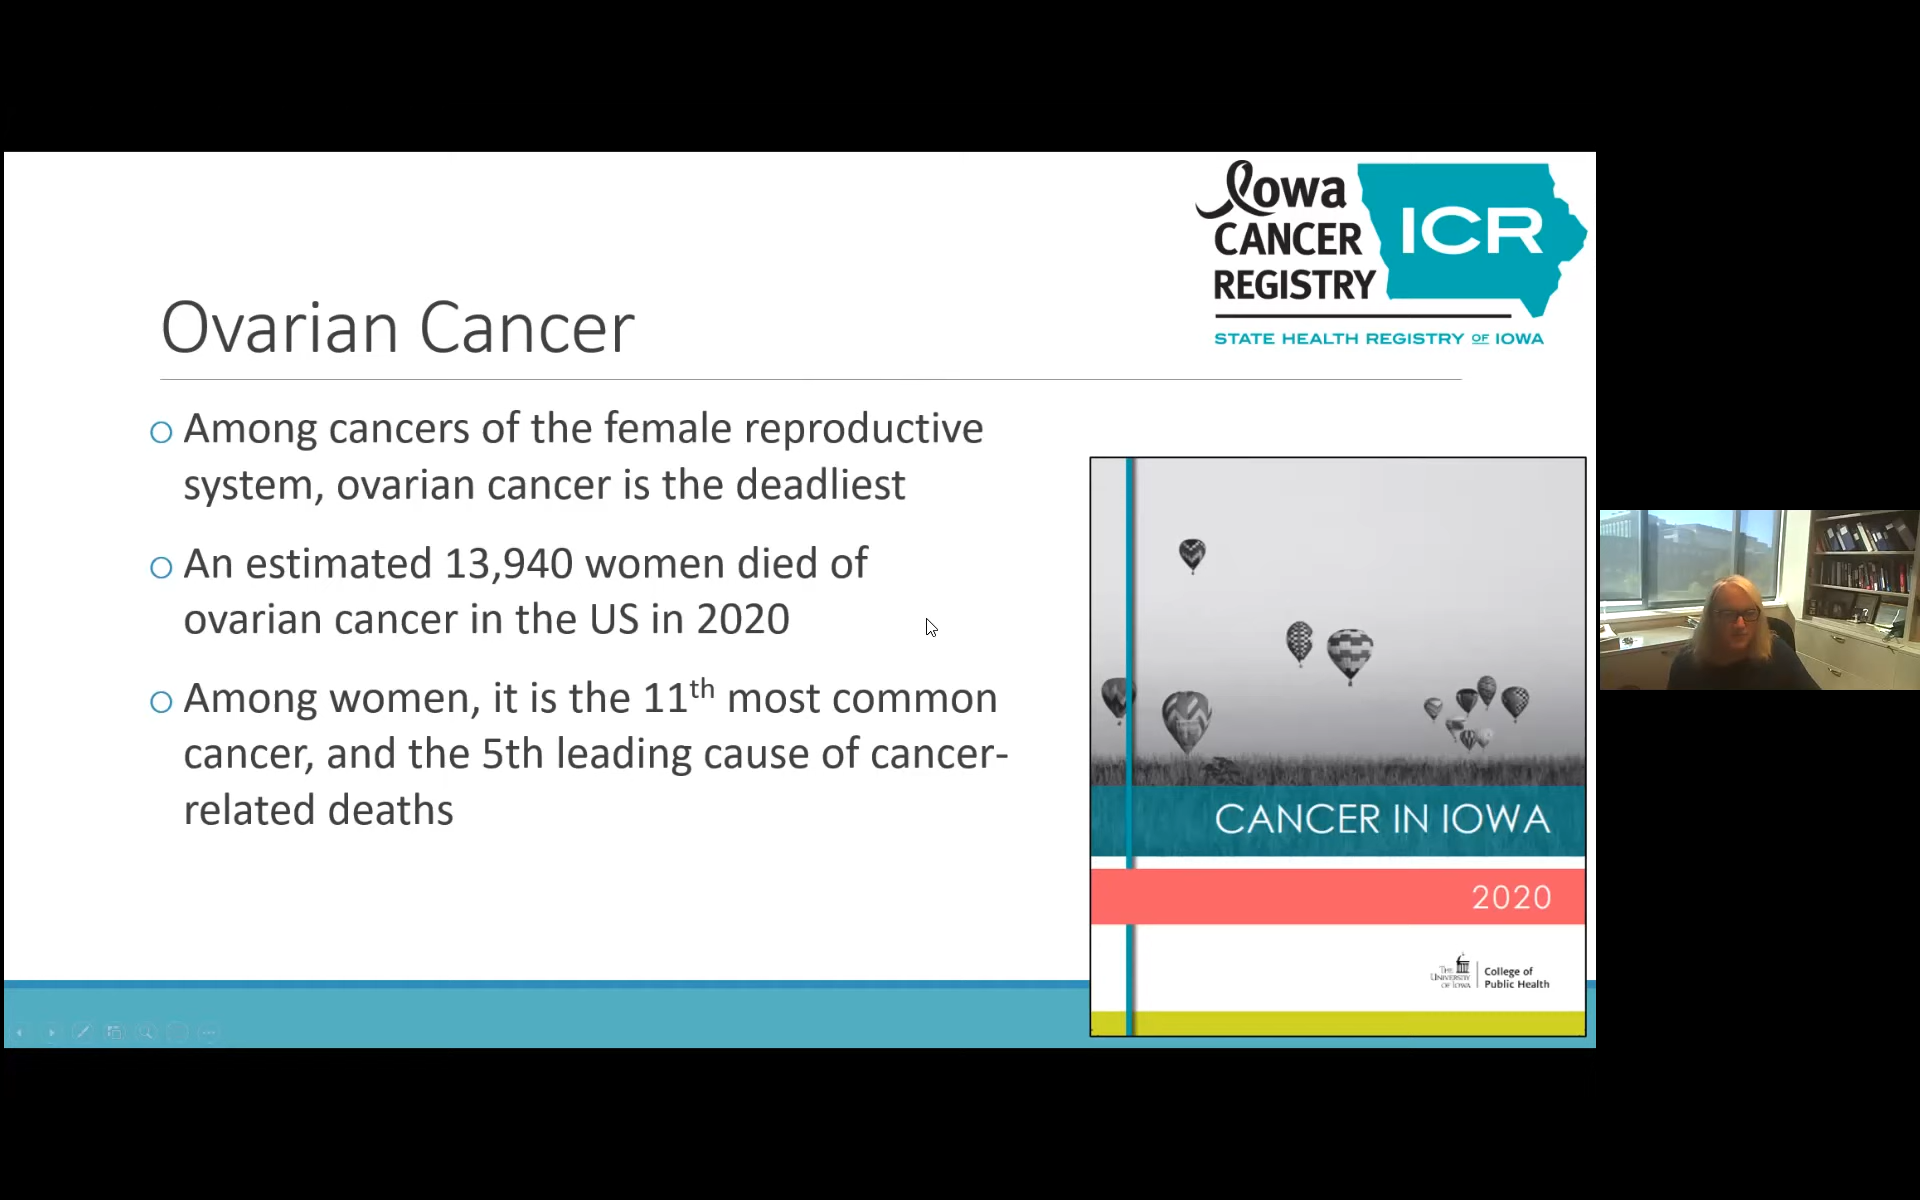 Iowa
CANCER
REGISTRY
ICR
STATE HEALTH REGISTRY OF IOWA
Ovarian Cancer
Among cancers of the female reproductive
system, ovarian cancer is the deadliest
An estimated 13,940 women died of
ovarian cancer in the US in 2020
Among women, it is the 11th most common
cancer, and the 5th leading cause of cancer-
related deaths
CANCER IN IOWA
2020
THE
UNIVERSITY
OF IOWA
College of
Public Health